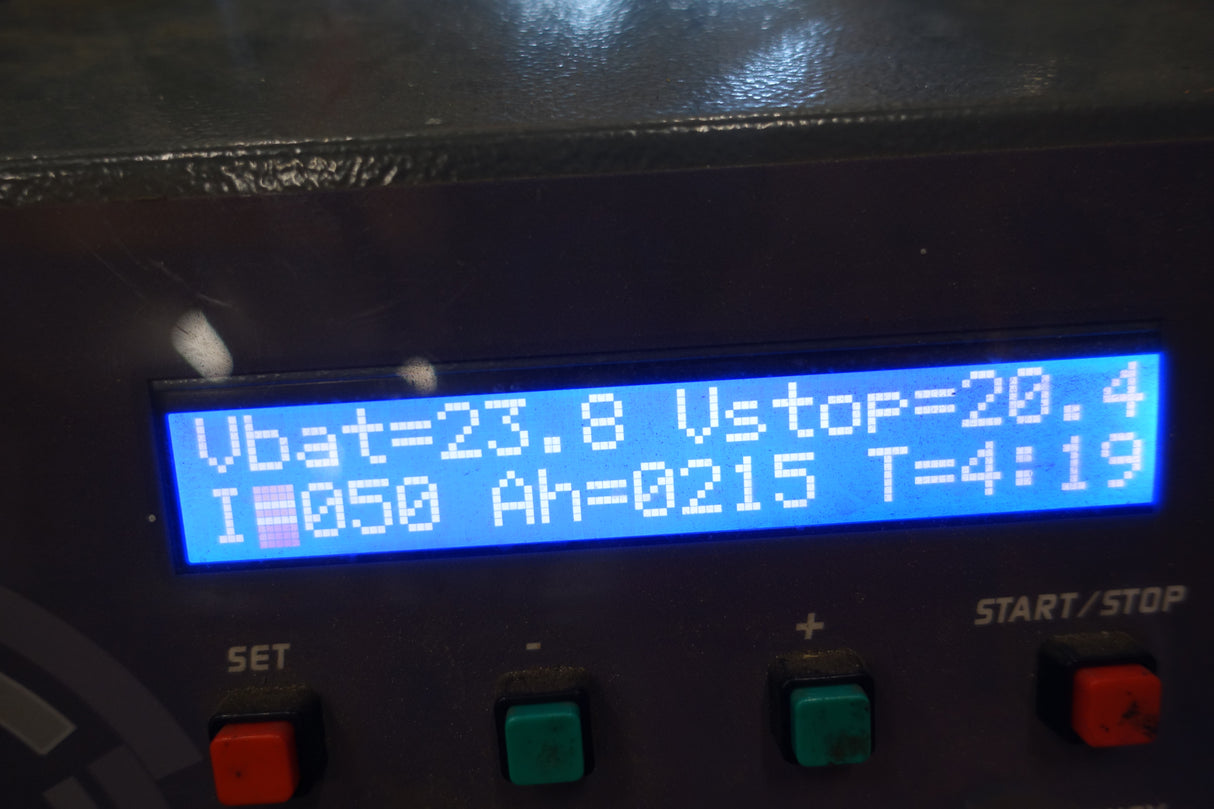 Vbat=23.8 Vstop=20.4
I=050 Ah=0215 T=4:19
SET - + START/STOP